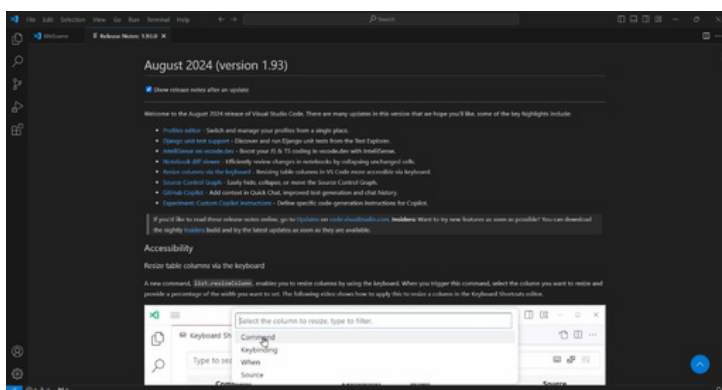 File Edit Selection View Go Run Terminal Help
Search
Welcome
Release Notes: 1.93.0
August 2024 (version 1.93)
Show release notes after an update
Welcome to the August 2024 release of Visual Studio Code. There are many updates in this version that we hope you'll like, some of the key highlights include:
Profiles editor - Switch and manage your profiles from a single place.
Django unit test support - Discover and run Django unit tests from the Test Explorer.
IntelliSense on vscode.dev - Boost your JS & TS coding in vscode.dev with IntelliSense.
Notebook diff viewer - Efficiently review changes in notebooks by collapsing unchanged cells.
Resize columns via the keyboard - Resizing table columns in VS Code more accessible via keyboard.
Source Control Graph - Easily hide, collapse, or move the Source Control Graph.
GitHub Copilot - Add context in Quick Chat, improved test generation and chat history.
Experiment: Custom Copilot instructions - Define specific code-generation instructions for Copilot.
If you'd like to read these release notes online, go to Updates on code.visualstudio.com. Insiders: Want to try new features as soon as possible? You can download
the nightly Insiders build and try the latest updates as soon as they are available.
Accessibility
Resize table columns via the keyboard
A new command, list.resizeColumn, enables you to resize columns by using the keyboard. When you trigger this command, select the column you want to resize and
provide a percentage of the width you want to set. The following video shows how to apply this to resize a column in the Keyboard Shortcuts editor.
Select the column to resize, type to filter.
Keyboard Sh
Command
Keybinding
Type to sea
When
Source
Source